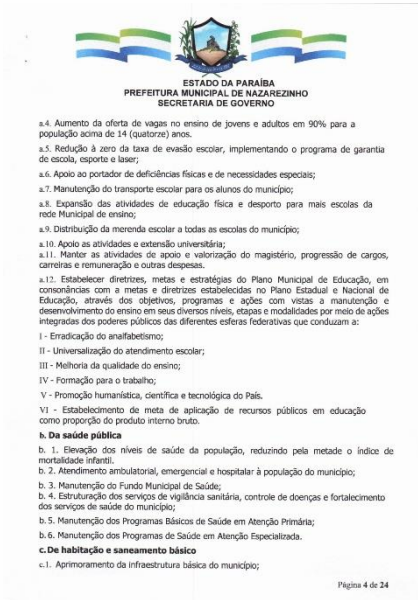 ESTADO DA PARAÍBA
PREFEITURA MUNICIPAL DE NAZAREZINHO
SECRETARIA DE GOVERNO
a.4. Aumento da oferta de vagas no ensino de jovens e adultos em 90% para a
população acima de 14 (quatorze) anos.
a.5. Redução à zero da taxa de evasão escolar, implementando o programa de garantia
de escola, esporte e laser;
a.6. Apoio ao portador de deficiências físicas e de necessidades especiais;
a.7. Manutenção do transporte escolar para os alunos do município;
a.8. Expansão das atividades de educação física e desporto para mais escolas da
rede Municipal de ensino;
a.9. Distribuição da merenda escolar a todas as escolas do município;
a.10. Apoio as atividades e extensão universitária;
a.11. Manter as atividades de apoio e valorização do magistério, progressão de cargos,
carreiras e remuneração e outras despesas.
a.12. Estabelecer diretrizes, metas e estratégias do Plano Municipal de Educação, em
consonâncias com a metas e diretrizes estabelecidas no Plano Estadual e Nacional de
Educação, através dos objetivos, programas e ações com vistas a manutenção e
desenvolvimento do ensino em seus diversos níveis, etapas e modalidades por meio de ações
integradas dos poderes públicos das diferentes esferas federativas que conduzam a:
I - Erradicação do analfabetismo;
II - Universalização do atendimento escolar;
III - Melhoria da qualidade do ensino;
IV - Formação para o trabalho;
V - Promoção humanística, científica e tecnológica do País.
VI - Estabelecimento de meta de aplicação de recursos públicos em educação
como proporção do produto interno bruto.
b. Da saúde pública
b. 1. Elevação dos níveis de saúde da população, reduzindo pela metade o índice de
mortalidade infantil.
b. 2. Atendimento ambulatorial, emergencial e hospitalar à população do município;
b. 3. Manutenção do Fundo Municipal de Saúde;
b. 4. Estruturação dos serviços de vigilância sanitária, controle de doenças e fortalecimento
dos serviços de saúde do município;
b. 5. Manutenção dos Programas Básicos de Saúde em Atenção Primária;
b. 6. Manutenção dos Programas de Saúde em Atenção Especializada.
c. De habitação e saneamento básico
c.1. Aprimoramento da infraestrutura básica do município;
Página 4 de 24